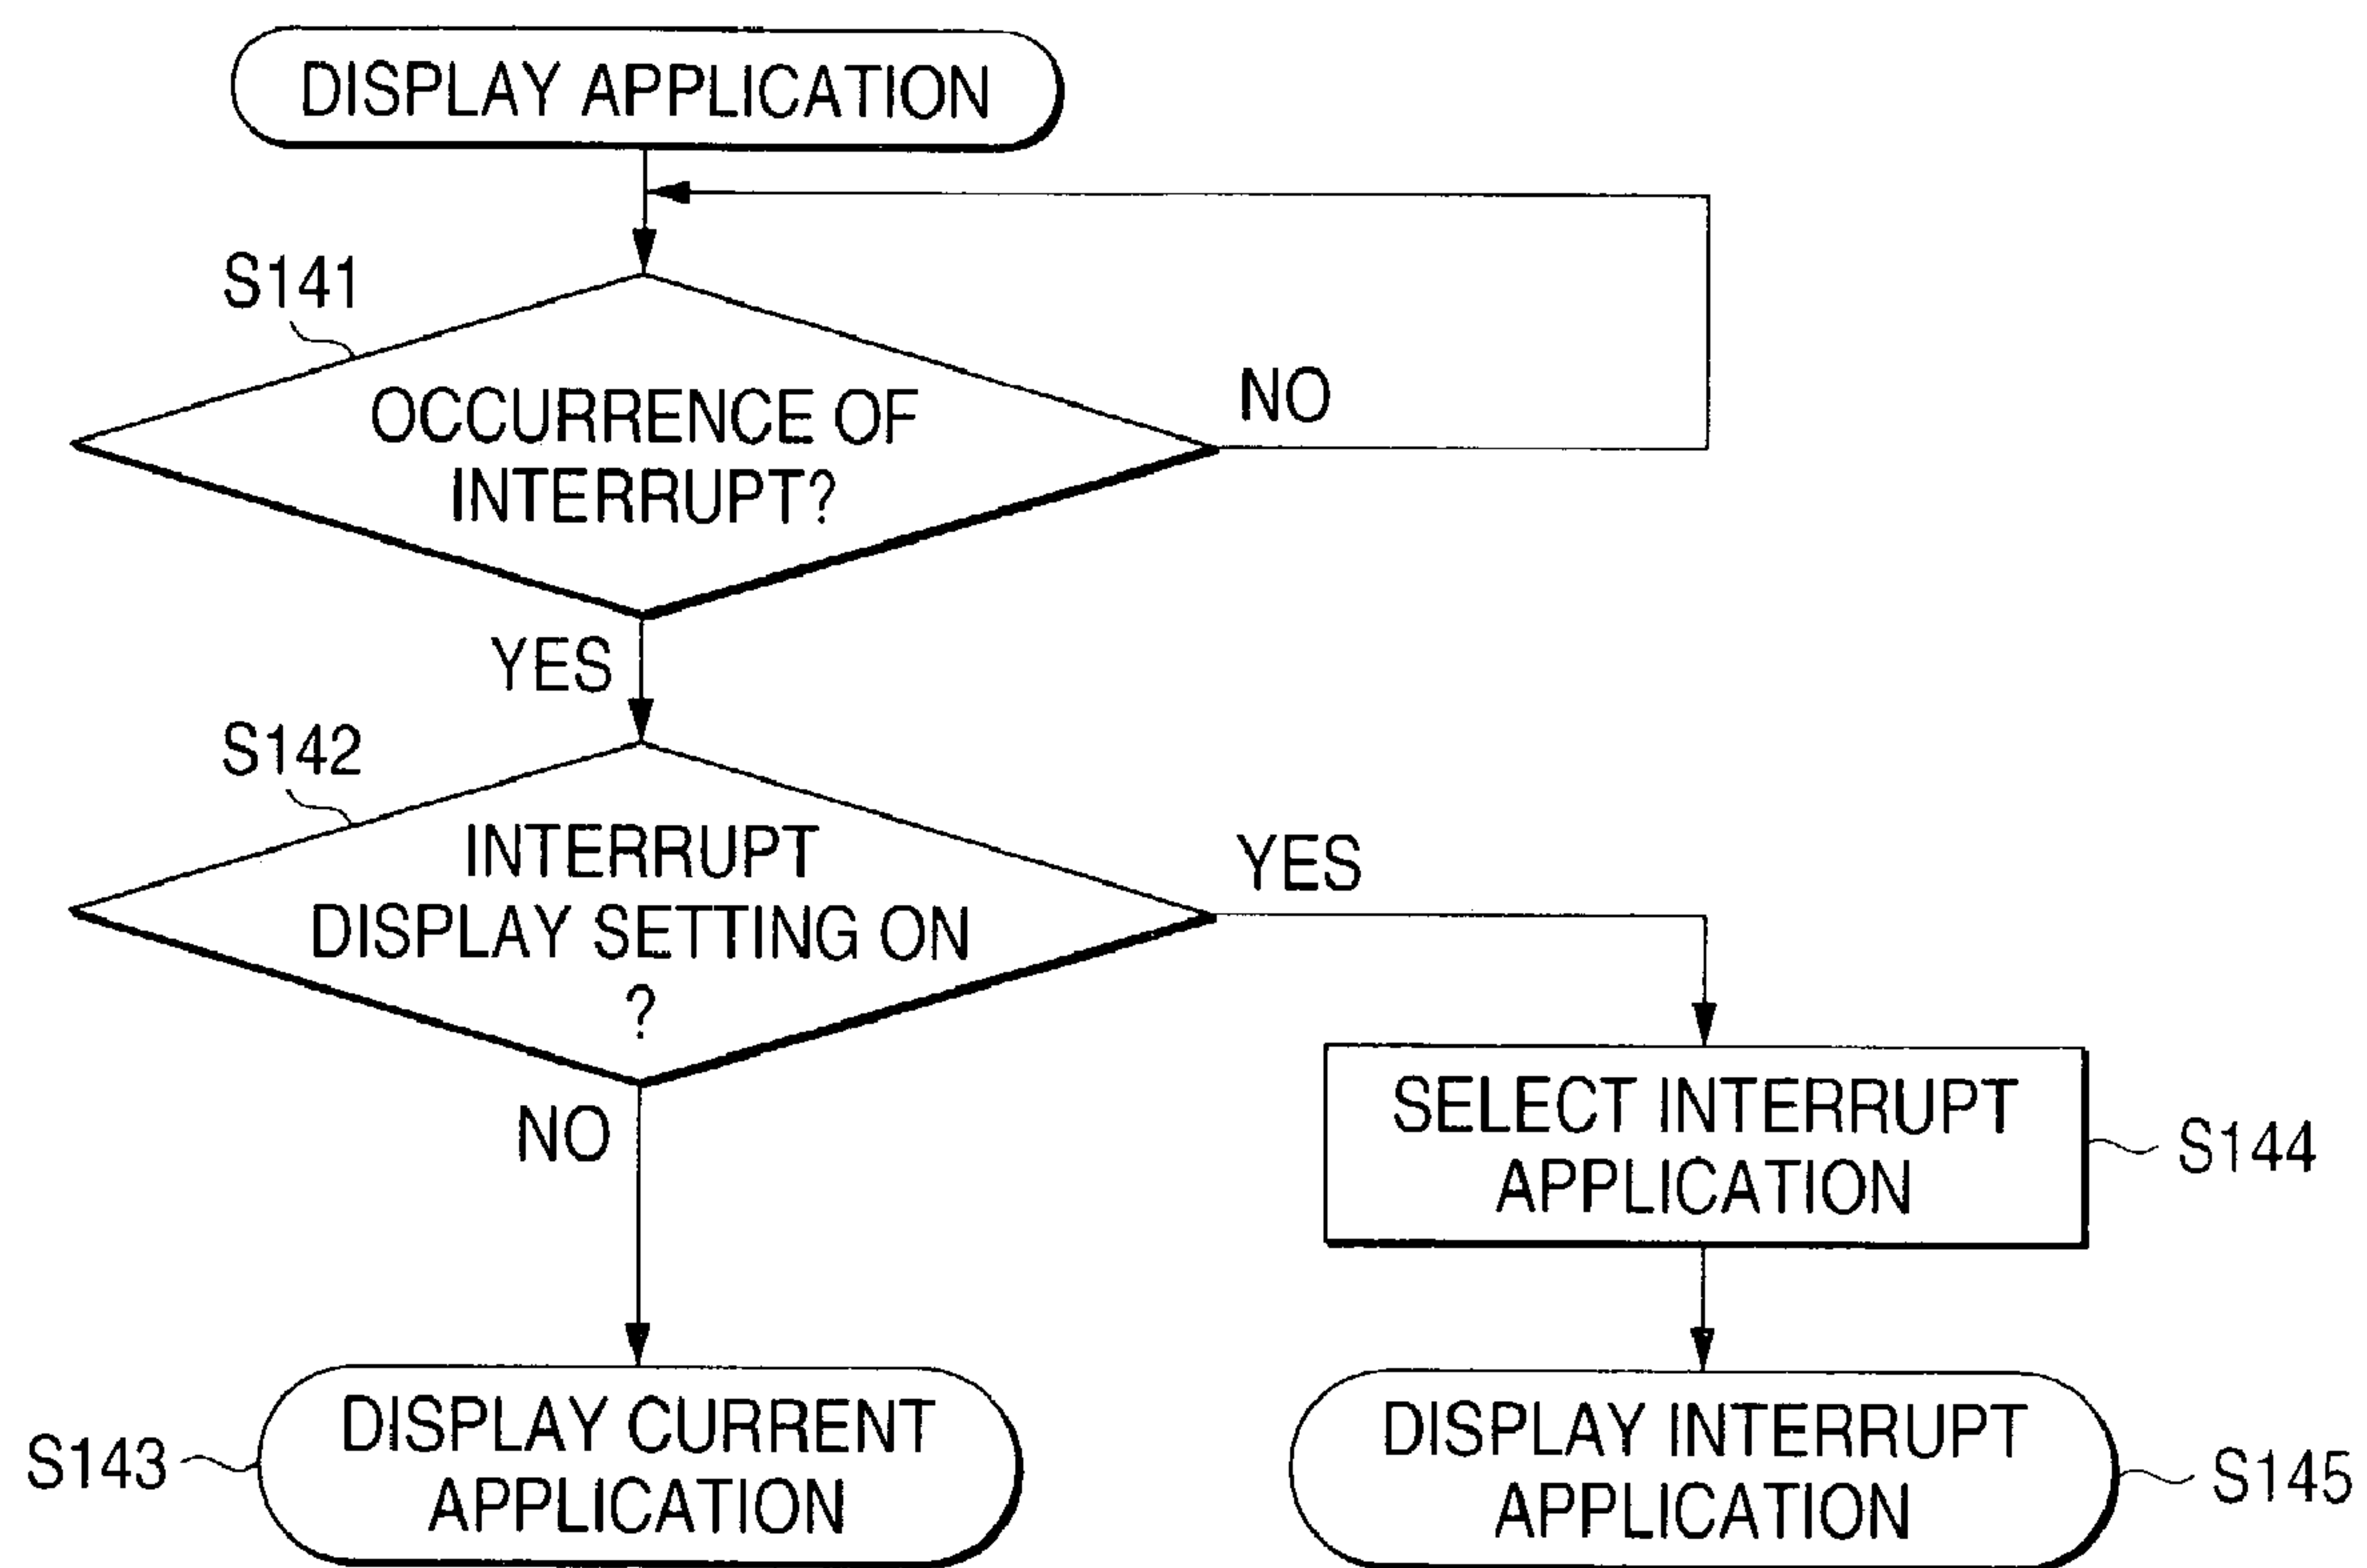 DISPLAY APPLICATION
S141
OCCURRENCE OF
INTERRUPT?
NO
YES
S142
INTERRUPT
DISPLAY SETTING ON
?
YES
NO
SELECT INTERRUPT
APPLICATION
S144
S143
DISPLAY CURRENT
APPLICATION
DISPLAY INTERRUPT
APPLICATION
S145